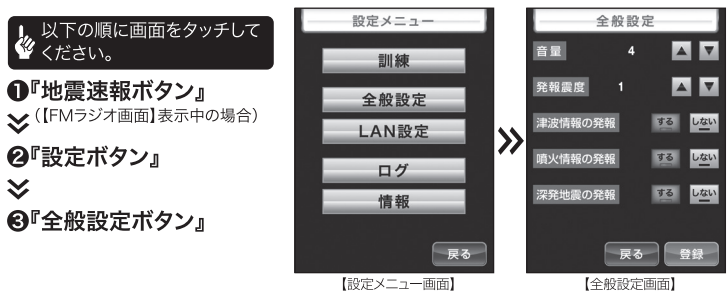 以下の順に画面をタッチして
ください。
❶『地震速報ボタン』
(【FMラジオ画面】表示中の場合)
❷『設定ボタン』
❸『全般設定ボタン』
設定メニュー
訓練
全般設定
LAN設定
ログ
情報
戻る
【設定メニュー画面】
全般設定
音量 4 ▲ ▼
発報震度 1 ▲ ▼
津波情報の発報 する しない
噴火情報の発報 する しない
深発地震の発報 する しない
戻る 登録
【全般設定画面】